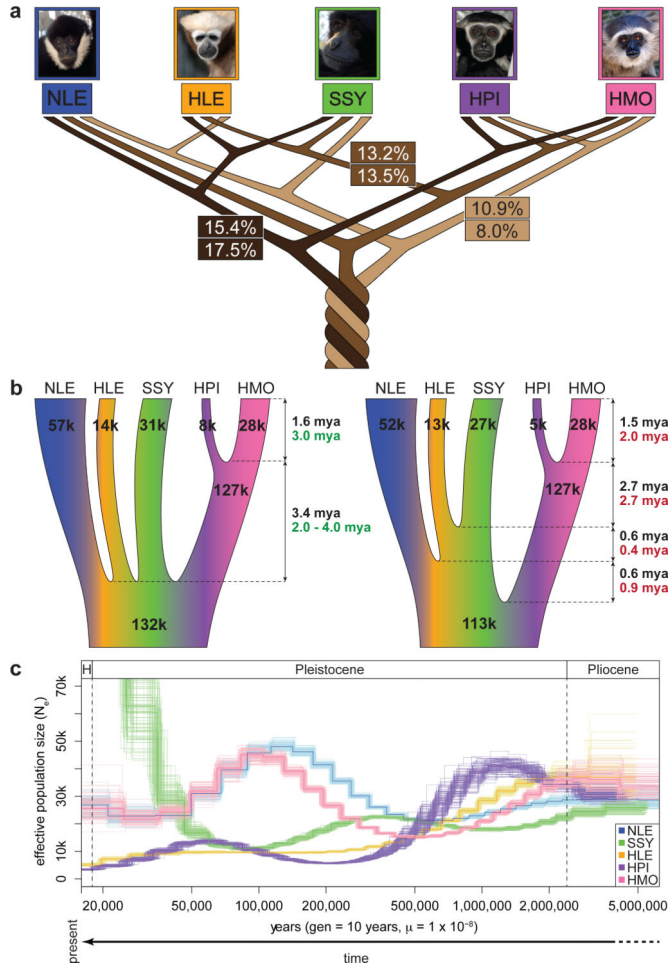 a
NLE HLE SSY HPI HMO
13.2%
13.5%
10.9%
8.0%
15.4%
17.5%
b
NLE HLE SSY HPI HMO
57k 14k 31k 8k 28k
127k
132k
1.6 mya
3.0 mya
3.4 mya
2.0 - 4.0 mya
NLE HLE SSY HPI HMO
52k 13k 27k 5k 28k
127k
113k
1.5 mya
2.0 mya
2.7 mya
2.7 mya
0.6 mya
0.4 mya
0.6 mya
0.9 mya
c
H Pleistocene Pliocene
effective population size (Ne)
70k
50k
30k
10k
0
NLE
SSY
HLE
HPI
HMO
20,000 50,000 100,000 200,000 500,000 1,000,000 2,000,000 5,000,000
years (gen = 10 years, μ = 1 x 10⁻⁸)
present
time